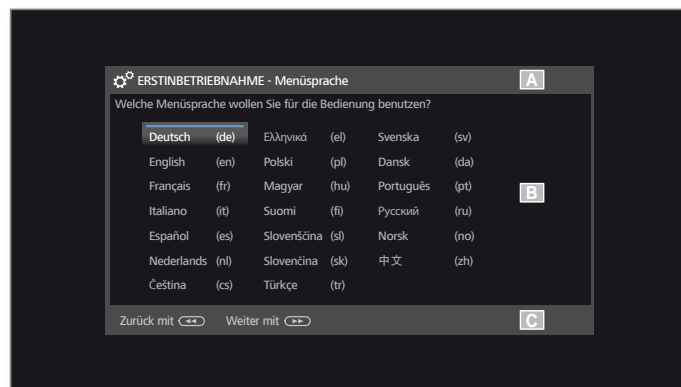 ERSTINBETRIEBNAHME - Menüsprache A
Welche Menüsprache wollen Sie für die Bedienung benutzen?
Deutsch (de) Ελληνικά (el) Svenska (sv)
English (en) Polski (pl) Dansk (da)
Français (fr) Magyar (hu) Português (pt)
B
Italiano (it) Suomi (fi) Русский (ru)
Español (es) Slovenščina (sl) Norsk (no)
Nederlands (nl) Slovenčina (sk) 中文 (zh)
Čeština (cs) Türkçe (tr)
Zurück mit Weiter mit C